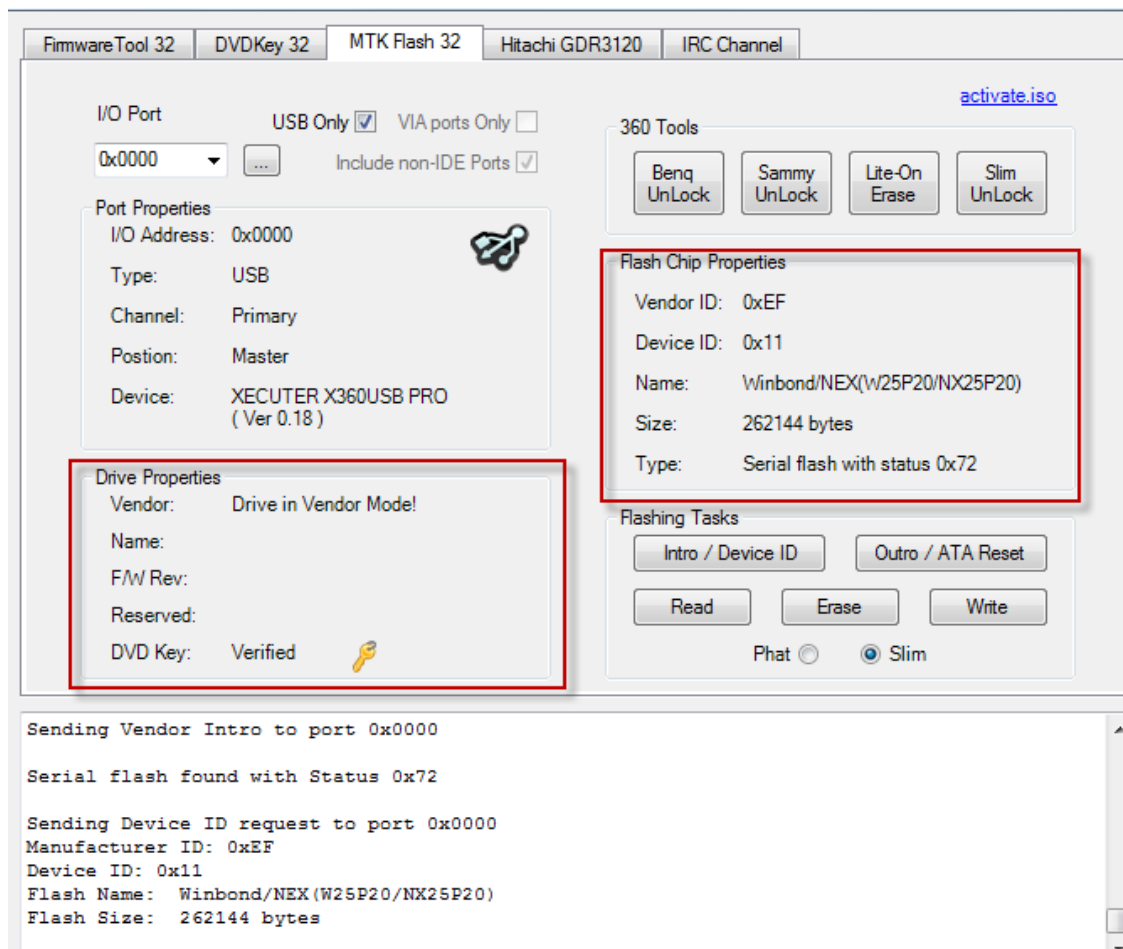 FirmwareTool 32 DVDKey 32 MTK Flash 32 Hitachi GDR3120 IRC Channel
activate.iso
I/O Port USB Only VIA ports Only
0x0000 ... Include non-IDE Ports
Port Properties
I/O Address: 0x0000
Type: USB
Channel: Primary
Postion: Master
Device: XECUTER X360USB PRO
( Ver 0.18 )
Drive Properties
Vendor: Drive in Vendor Mode!
Name:
F/W Rev:
Reserved:
DVD Key: Verified
360 Tools
Benq UnLock
Sammy UnLock
Lite-On Erase
Slim UnLock
Flash Chip Properties
Vendor ID: 0xEF
Device ID: 0x11
Name: Winbond/NEX(W25P20/NX25P20)
Size: 262144 bytes
Type: Serial flash with status 0x72
Flashing Tasks
Intro / Device ID Outro / ATA Reset
Read Erase Write
Phat Slim
Sending Vendor Intro to port 0x0000
Serial flash found with Status 0x72
Sending Device ID request to port 0x0000
Manufacturer ID: 0xEF
Device ID: 0x11
Flash Name: Winbond/NEX(W25P20/NX25P20)
Flash Size: 262144 bytes